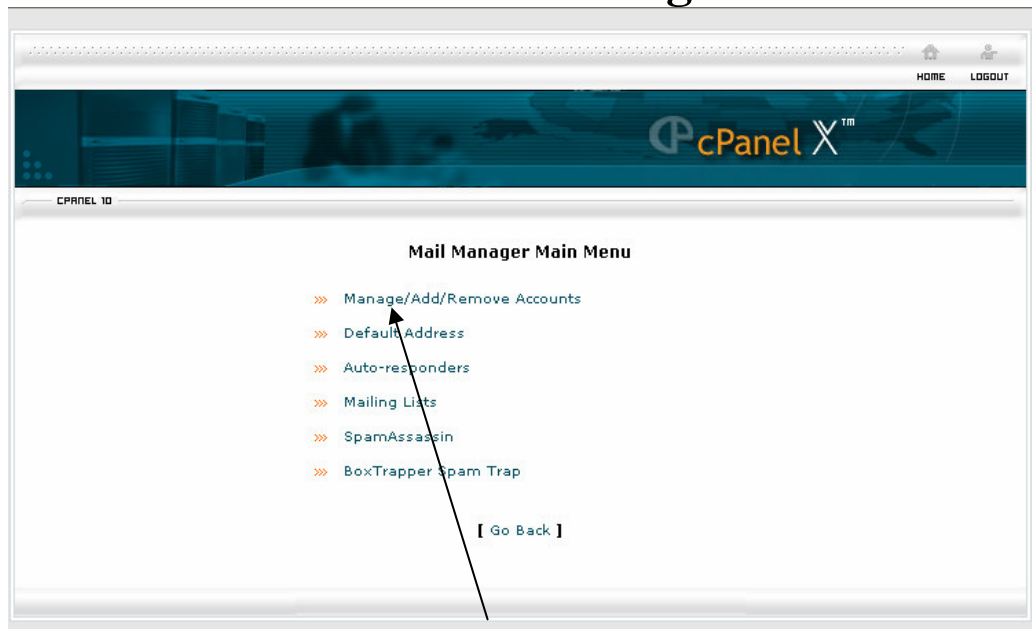 HOME LOGOUT
cPanel X™
CPANEL 10
Mail Manager Main Menu
»» Manage/Add/Remove Accounts
»» Default Address
»» Auto-responders
»» Mailing Lists
»» SpamAssassin
»» BoxTrapper Spam Trap
[ Go Back ]